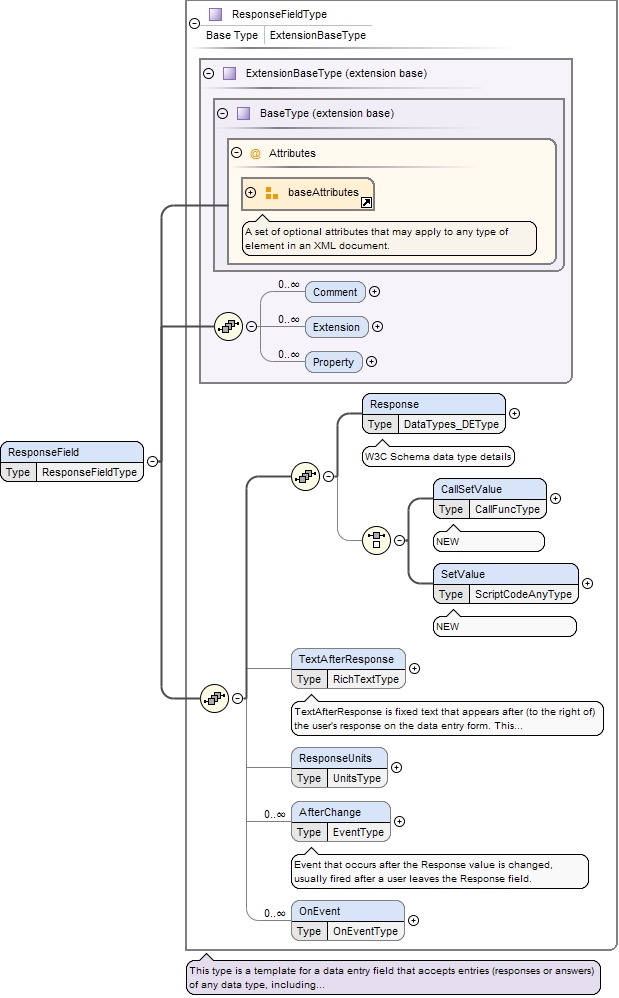 ResponseFieldType
Base Type ExtensionBaseType
ExtensionBaseType (extension base)
BaseType (extension base)
@ Attributes
baseAttributes
A set of optional attributes that may apply to any type of
element in an XML document.
0..∞
Comment
0..∞
Extension
0..∞
Property
ResponseField
Type ResponseFieldType
Response
Type DataTypes_DEType
W3C Schema data type details
CallSetValue
Type CallFuncType
NEW
SetValue
Type ScriptCodeAnyType
NEW
TextAfterResponse
Type RichTextType
TextAfterResponse is fixed text that appears after (to the right of)
the user's response on the data entry form. This...
ResponseUnits
Type UnitsType
0..∞
AfterChange
Type EventType
Event that occurs after the Response value is changed,
usually fired after a user leaves the Response field.
0..∞
OnEvent
Type OnEventType
This type is a template for a data entry field that accepts entries (responses or answers)
of any data type, including...